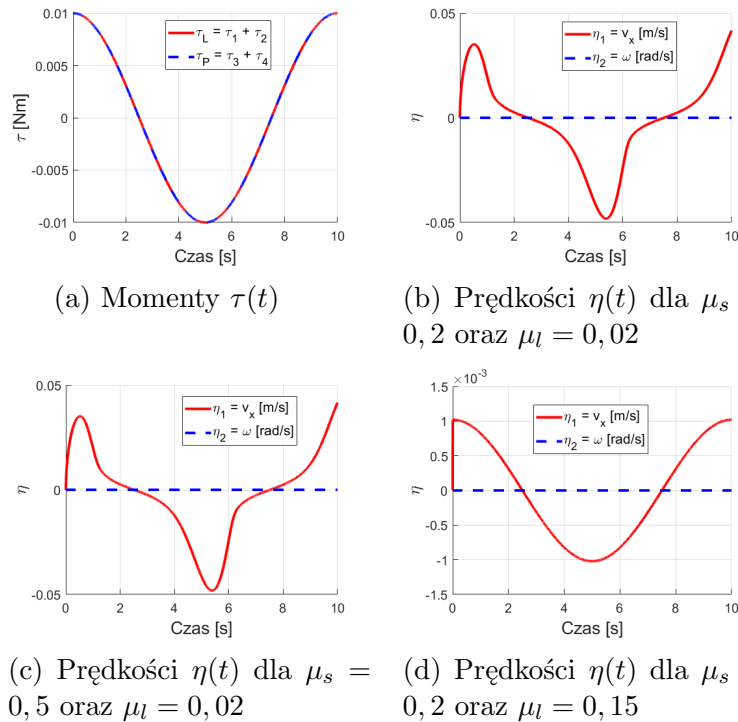 0.01
0.005
0
-0.005
-0.01
τ [Nm]
τ_L = τ_1 + τ_2
τ_P = τ_3 + τ_4
0 2 4 6 8 10
Czas [s]
(a) Momenty τ(t)
0.05
0
-0.05
η
η_1 = v_x [m/s]
η_2 = ω [rad/s]
0 2 4 6 8 10
Czas [s]
(b) Prędkości η(t) dla μ_s
0,2 oraz μ_l = 0,02
0.05
0
-0.05
η
η_1 = v_x [m/s]
η_2 = ω [rad/s]
0 2 4 6 8 10
Czas [s]
(c) Prędkości η(t) dla μ_s =
0,5 oraz μ_l = 0,02
×10^-3
1.5
1
0.5
0
-0.5
-1
-1.5
η
η_1 = v_x [m/s]
η_2 = ω [rad/s]
0 2 4 6 8 10
Czas [s]
(d) Prędkości η(t) dla μ_s
0,2 oraz μ_l = 0,15